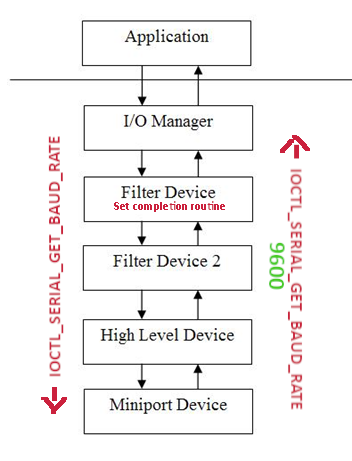 Application
I/O Manager
Filter Device
Set completion routine
Filter Device 2
High Level Device
Miniport Device
IOCTL_SERIAL_GET_BAUD_RATE
IOCTL_SERIAL_GET_BAUD_RATE
9600